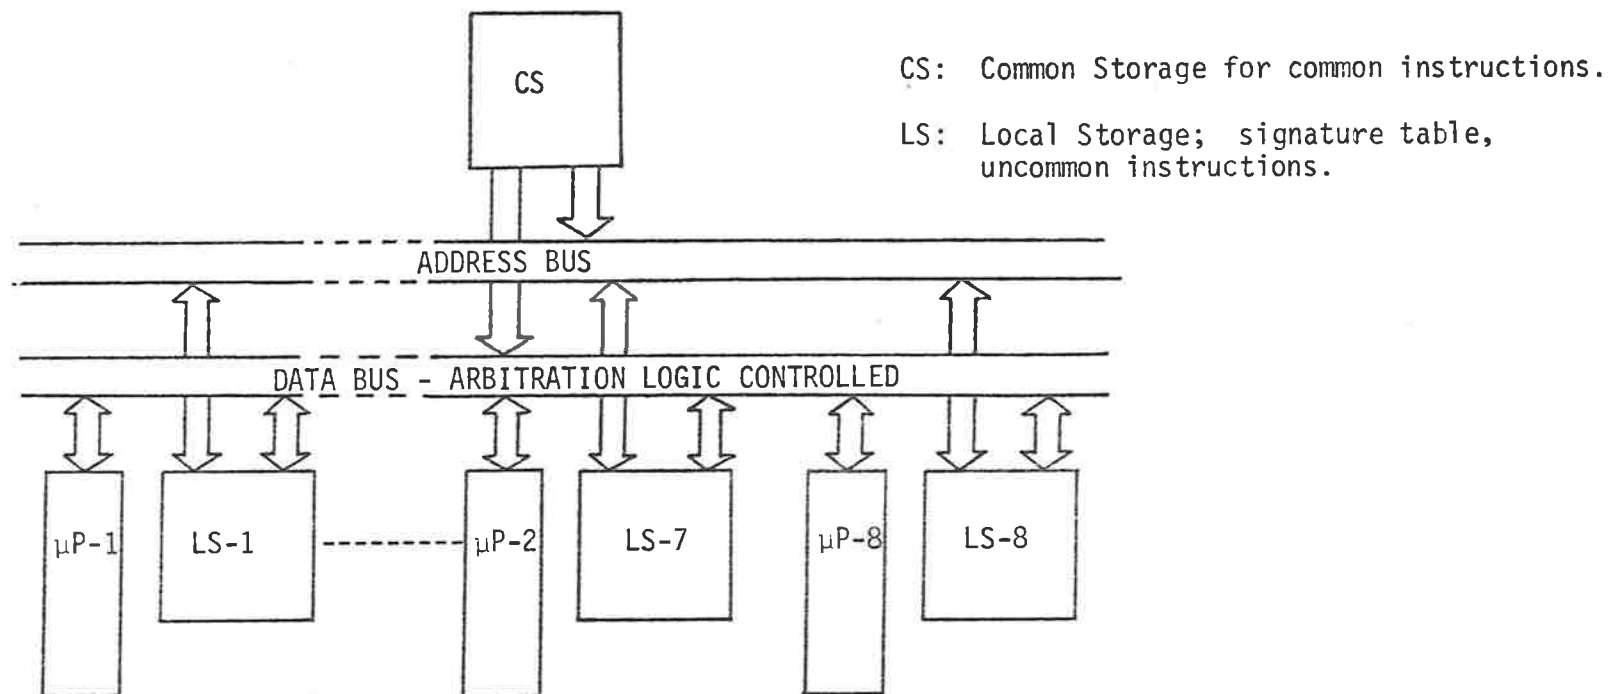 CS
CS: Common Storage for common instructions.
LS: Local Storage; signature table,
uncommon instructions.
ADDRESS BUS
DATA BUS - ARBITRATION LOGIC CONTROLLED
μP-1
LS-1
μP-2
LS-7
μP-8
LS-8